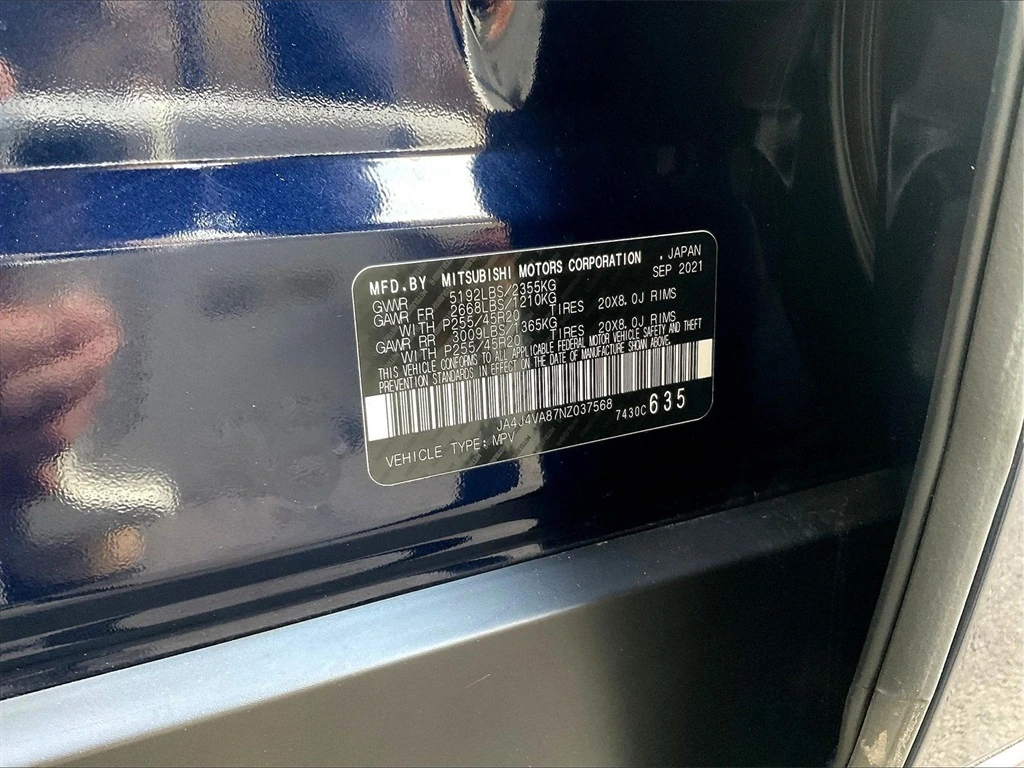 MFD.BY MITSUBISHI MOTORS CORPORATION , JAPAN
GVWR 5192LBS/2355KG SEP 2021
GAWR FR 2668LBS/1210KG
WITH P255/45R20 TIRES 20X8.0J RIMS
GAWR RR 3009LBS/1365KG
WITH P255/45R20 TIRES 20X8.0J RIMS
THIS VEHICLE CONFORMS TO ALL APPLICABLE FEDERAL MOTOR VEHICLE SAFETY AND THEFT
PREVENTION STANDARDS IN EFFECT ON THE DATE OF MANUFACTURE SHOWN ABOVE.
JA4J4VA87NZ037568 7430C 635
VEHICLE TYPE: MPV